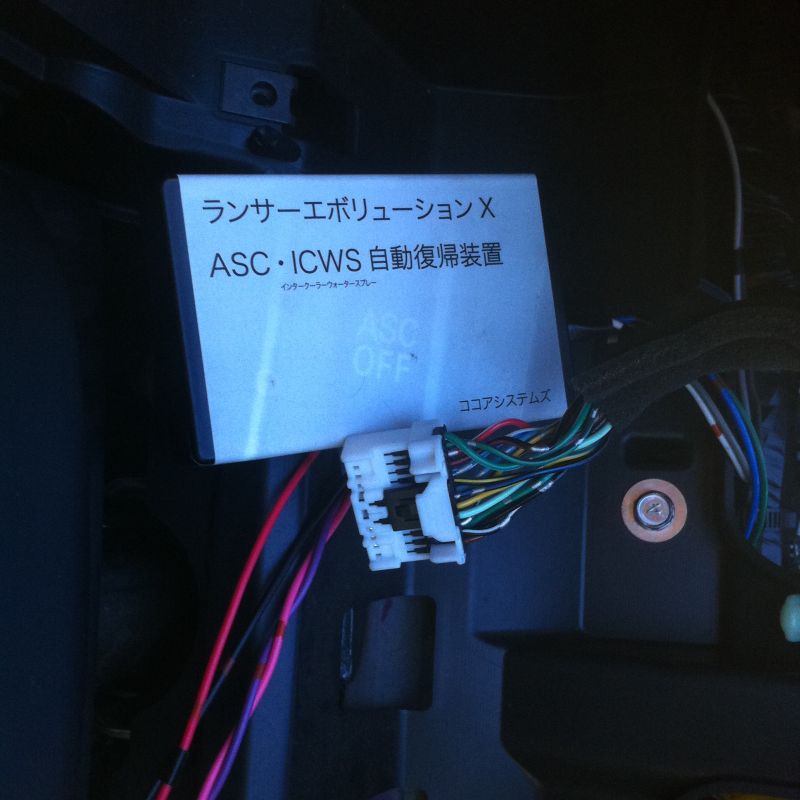 ランサーエボリューション X
ASC・ICWS 自動復帰装置
インタークーラーウォータースプレー
ASC
OFF
ココアシステムズ